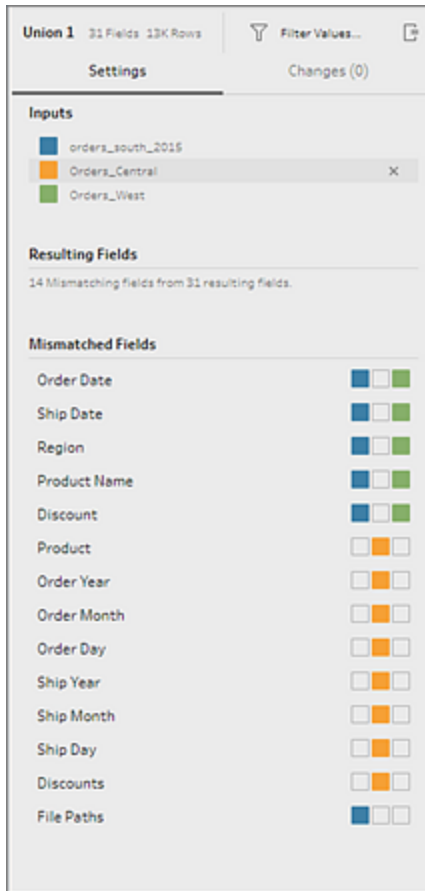 Union 1 31 Fields 13K Rows Filter Values...
Settings Changes (0)
Inputs
orders_south_2015
Orders_Central
Orders_West
Resulting Fields
14 Mismatching fields from 31 resulting fields.
Mismatched Fields
Order Date
Ship Date
Region
Product Name
Discount
Product
Order Year
Order Month
Order Day
Ship Year
Ship Month
Ship Day
Discounts
File Paths